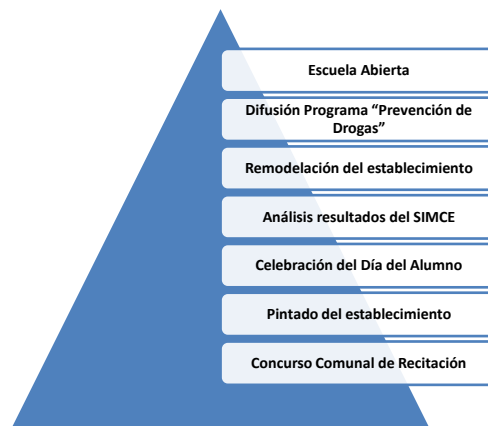 Escuela Abierta
Difusión Programa “Prevención de
Drogas”
Remodelación del establecimiento
Análisis resultados del SIMCE
Celebración del Día del Alumno
Pintado del establecimiento
Concurso Comunal de Recitación